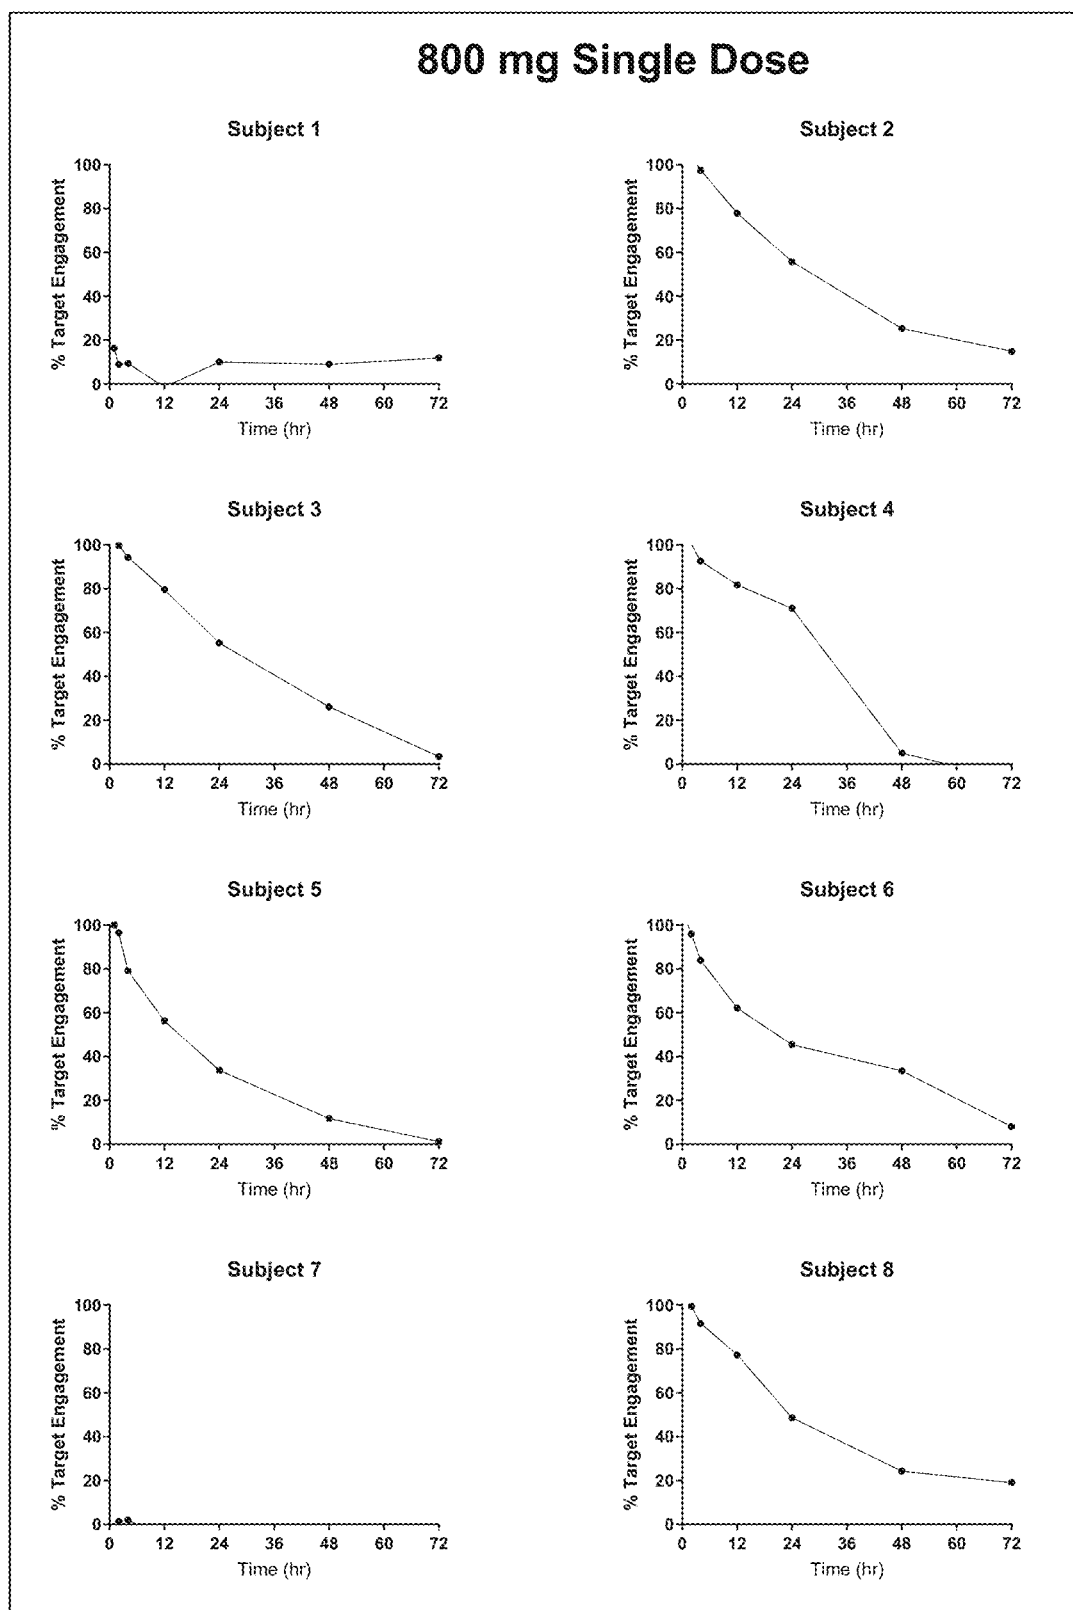 800 mg Single Dose
Subject 1
% Target Engagement
100
80
60
40
20
0
0 12 24 36 48 60 72
Time (hr)
Subject 2
% Target Engagement
100
80
60
40
20
0
0 12 24 36 48 60 72
Time (hr)
Subject 3
% Target Engagement
100
80
60
40
20
0
0 12 24 36 48 60 72
Time (hr)
Subject 4
% Target Engagement
100
80
60
40
20
0
0 12 24 36 48 60 72
Time (hr)
Subject 5
% Target Engagement
100
80
60
40
20
0
0 12 24 36 48 60 72
Time (hr)
Subject 6
% Target Engagement
100
80
60
40
20
0
0 12 24 36 48 60 72
Time (hr)
Subject 7
% Target Engagement
100
80
60
40
20
0
0 12 24 36 48 60 72
Time (hr)
Subject 8
% Target Engagement
100
80
60
40
20
0
0 12 24 36 48 60 72
Time (hr)